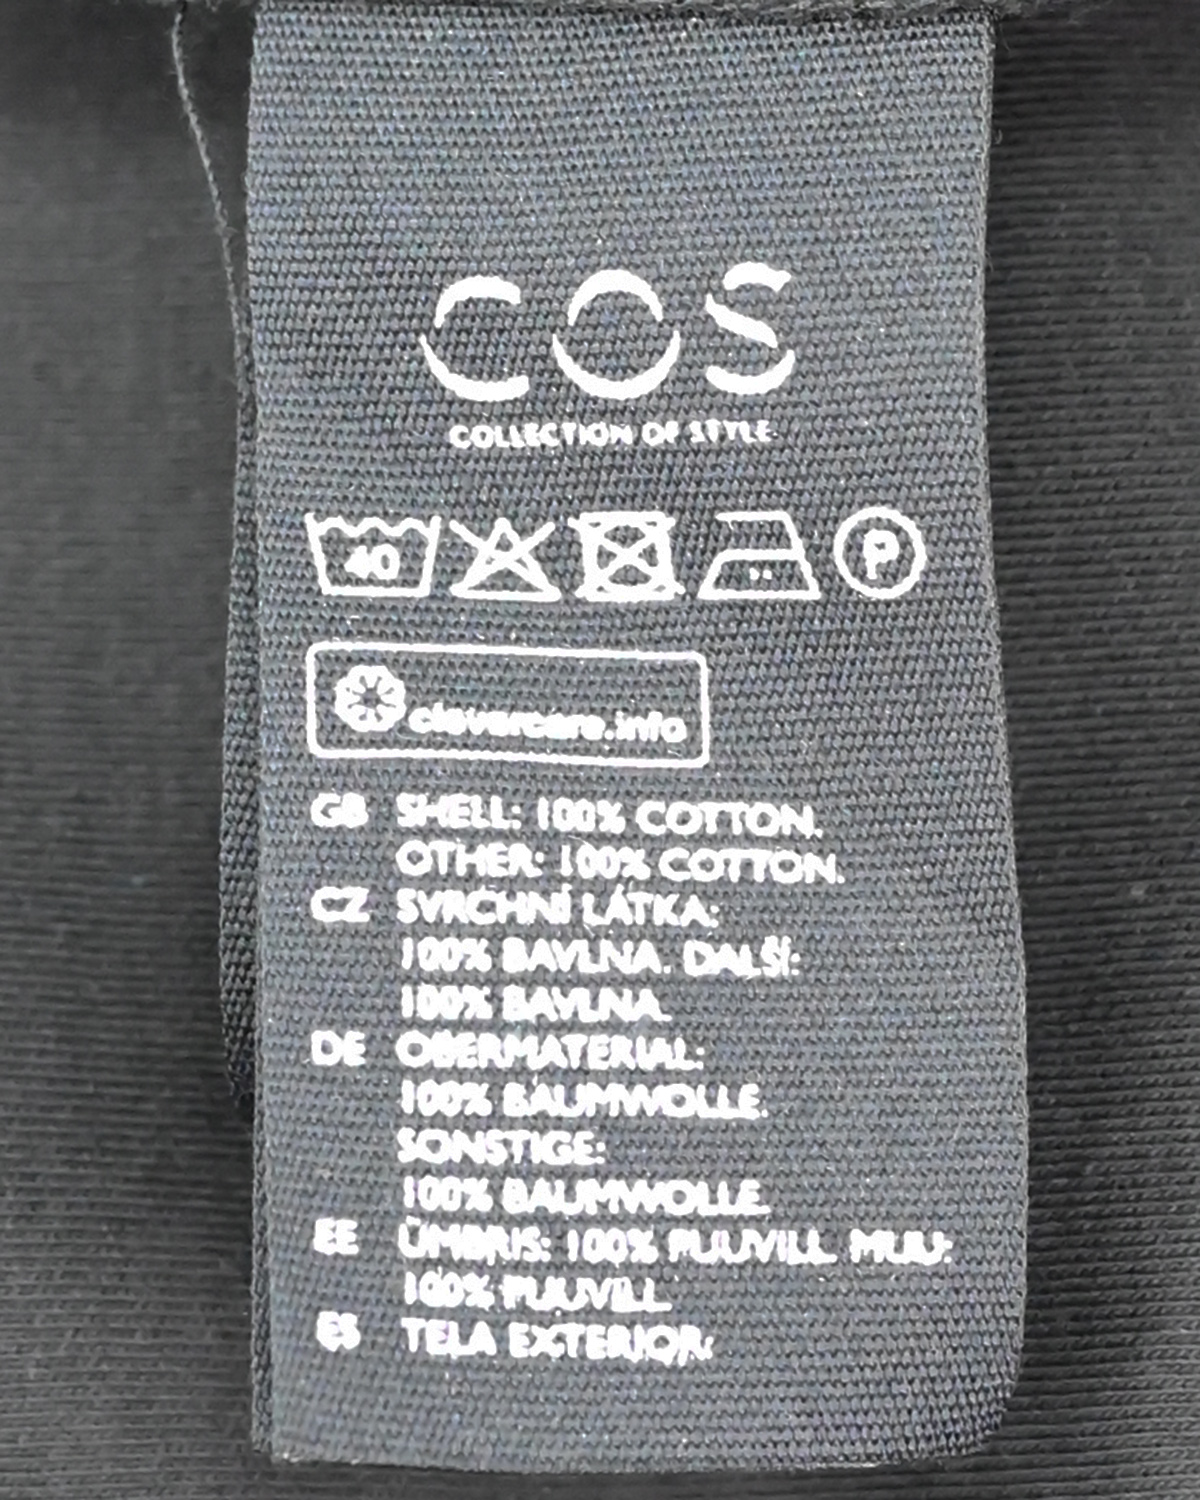 COS
COLLECTION OF STYLE
40 P
clevercare.info
GB SHELL: 100% COTTON.
OTHER: 100% COTTON.
CZ SVRCHNÍ LÁTKA:
100% BAVLNA. DALŠÍ:
100% BAVLNA.
DE OBERMATERIAL:
100% BAUMWOLLE.
SONSTIGE:
100% BAUMWOLLE.
EE ÜMBRIS: 100% PUUVILL. MUU:
100% PUUVILL.
ES TELA EXTERIOR: